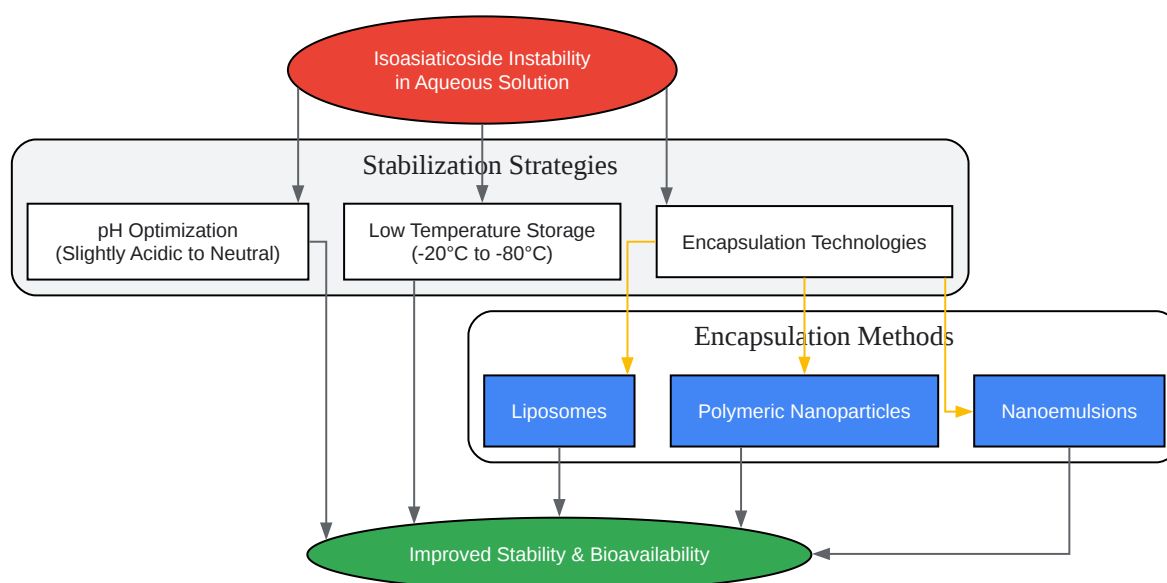 Isoasiaticoside Instability
in Aqueous Solution
Stabilization Strategies
pH Optimization
(Slightly Acidic to Neutral)
Low Temperature Storage
(-20°C to -80°C)
Encapsulation Technologies
Encapsulation Methods
Liposomes
Polymeric Nanoparticles
Nanoemulsions
Improved Stability & Bioavailability